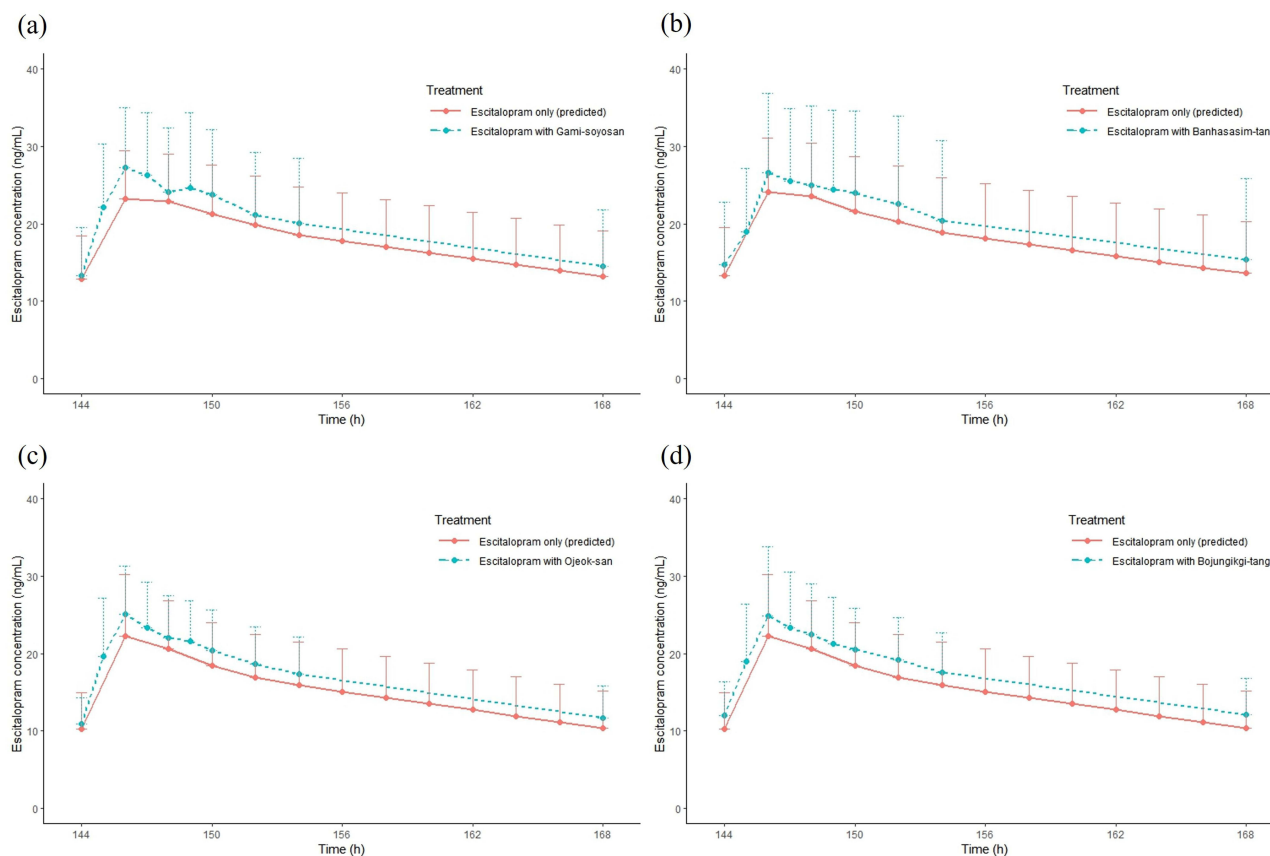 (a)
Escitalopram concentration (ng/mL)
40
30
20
10
0
Treatment
Escitalopram only (predicted)
Escitalopram with Gami-soyosan
144
150
156
162
168
Time (h)
(b)
Escitalopram concentration (ng/mL)
40
30
20
10
0
Treatment
Escitalopram only (predicted)
Escitalopram with Banhasasim-tang
144
150
156
162
168
Time (h)
(c)
Escitalopram concentration (ng/mL)
40
30
20
10
0
Treatment
Escitalopram only (predicted)
Escitalopram with Ojeok-san
144
150
156
162
168
Time (h)
(d)
Escitalopram concentration (ng/mL)
40
30
20
10
0
Treatment
Escitalopram only (predicted)
Escitalopram with Bojungikgi-tang
144
150
156
162
168
Time (h)